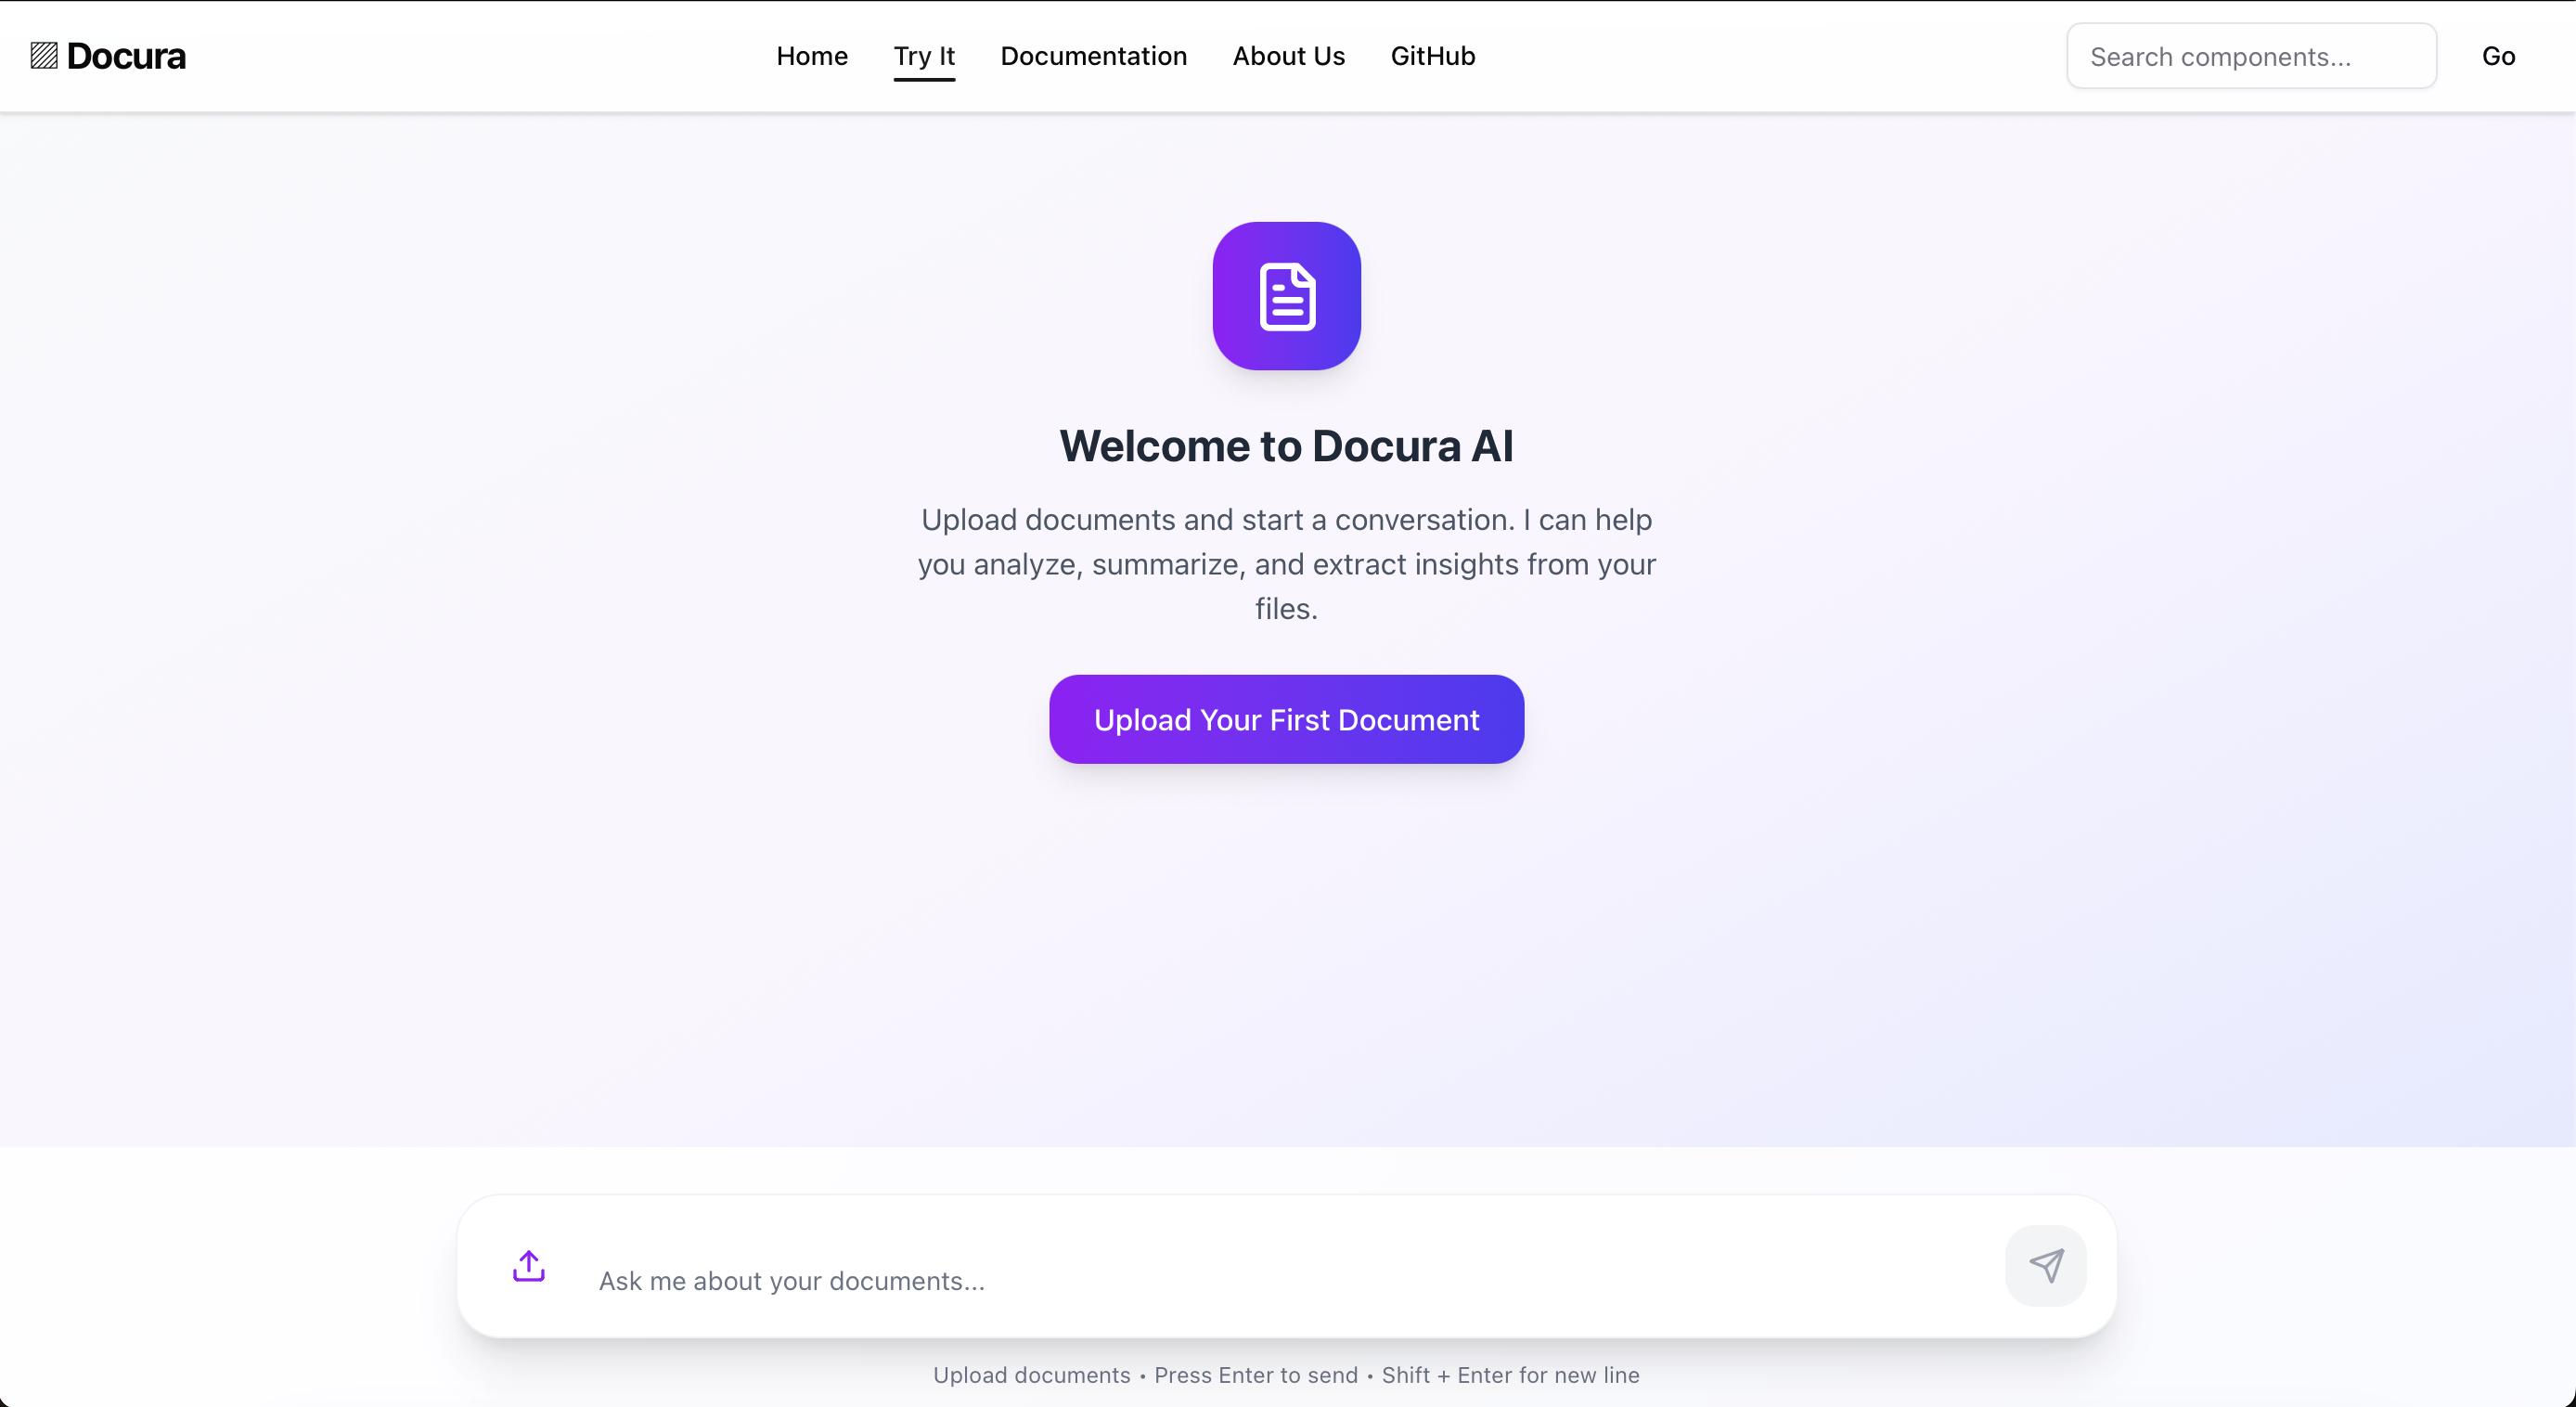 Docura
Home Try It Documentation About Us GitHub
Search components...
Go
Welcome to Docura AI
Upload documents and start a conversation. I can help
you analyze, summarize, and extract insights from your
files.
Upload Your First Document
Ask me about your documents...
Upload documents • Press Enter to send • Shift + Enter for new line